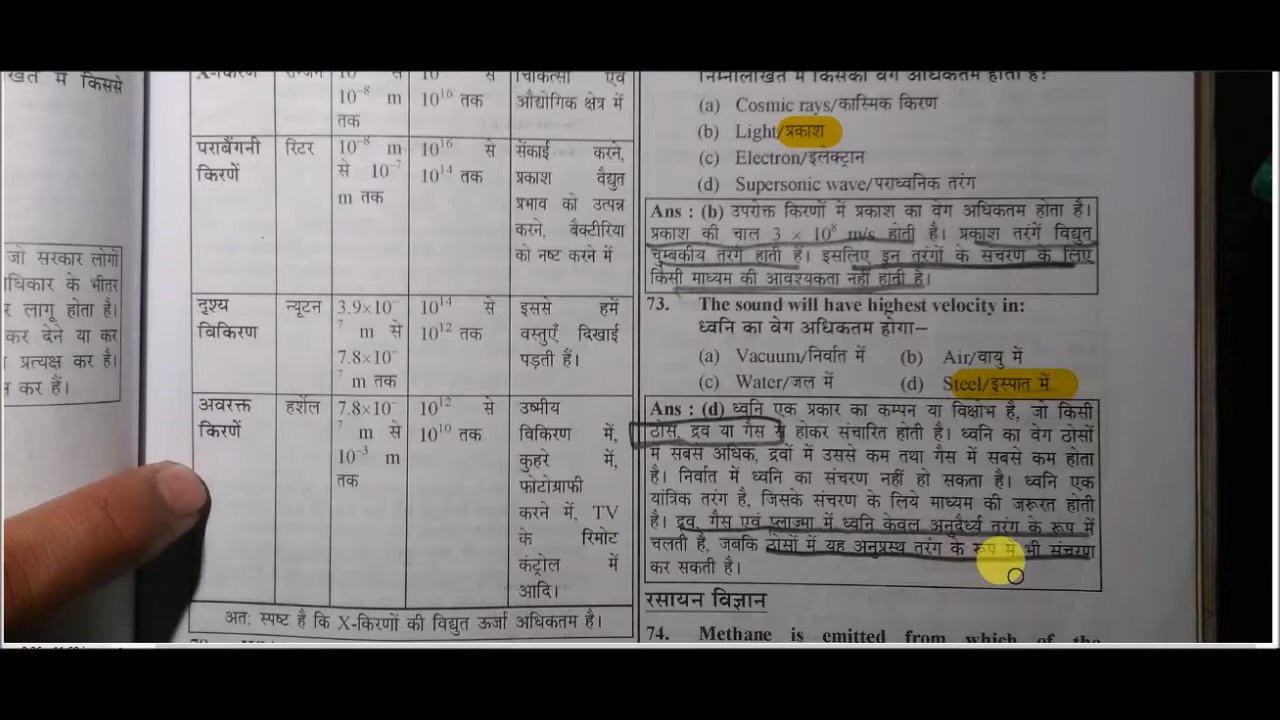 में किससे
जो सरकार लोगों
धिकार के भीतर
र लागू होता है।
कर देने या कर
प्रत्यक्ष कर है।
कर हैं।
X-किरण
10⁻⁸ m
तक
से
10¹⁶ तक
चिकित्सा एवं
औद्योगिक क्षेत्र में
पराबैंगनी
किरणें
रिटर
10⁻⁸ m
से 10⁻⁷
m तक
10¹⁶ से
10¹⁴ तक
सेंकाई करने,
प्रकाश वैद्युत
प्रभाव को उत्पन्न
करने, बैक्टीरिया
को नष्ट करने में
दृश्य
विकिरण
न्यूटन
3.9×10⁻
⁷ m से
7.8×10⁻
⁷ m तक
10¹⁴ से
10¹² तक
इससे हमें
वस्तुएँ दिखाई
पड़ती हैं।
अवरक्त
किरणें
हर्शेल
7.8×10⁻
⁷ m से
10⁻³ m
तक
10¹² से
10¹⁰ तक
उष्मीय
विकिरण में,
कुहरे में,
फोटोग्राफी
करने में, TV
के रिमोट
कंट्रोल में
आदि।
अतः स्पष्ट है कि X-किरणों की विद्युत ऊर्जा अधिकतम है।
निम्नलिखित में किसका वेग अधिकतम होता है?
(a) Cosmic rays/कास्मिक किरण
(b) Light/प्रकाश
(c) Electron/इलेक्ट्रान
(d) Supersonic wave/पराध्वनिक तरंग
Ans : (b) उपरोक्त किरणों में प्रकाश का वेग अधिकतम होता है।
प्रकाश की चाल 3 × 10⁸ m/s होती है। प्रकाश तरंगें विद्युत
चुम्बकीय तरंगें होती हैं। इसलिए इन तरंगों के संचरण के लिए
किसी माध्यम की आवश्यकता नहीं होती है।
73. The sound will have highest velocity in:
ध्वनि का वेग अधिकतम होगा–
(a) Vacuum/निर्वात में (b) Air/वायु में
(c) Water/जल में (d) Steel/इस्पात में
Ans : (d) ध्वनि एक प्रकार का कम्पन या विक्षोभ है, जो किसी
ठोस, द्रव या गैस से होकर संचारित होती है। ध्वनि का वेग ठोसों
में सबसे अधिक, द्रवों में उससे कम तथा गैस में सबसे कम होता
है। निर्वात में ध्वनि का संचरण नहीं हो सकता है। ध्वनि एक
यांत्रिक तरंग है, जिसके संचरण के लिये माध्यम की जरूरत होती
है। द्रव, गैस एवं प्लाज्मा में ध्वनि केवल अनुदैर्ध्य तरंग के रूप में
चलती है, जबकि ठोसों में यह अनुप्रस्थ तरंग के रूप में भी संचरण
कर सकती है।
रसायन विज्ञान
74. Methane is emitted from which of the